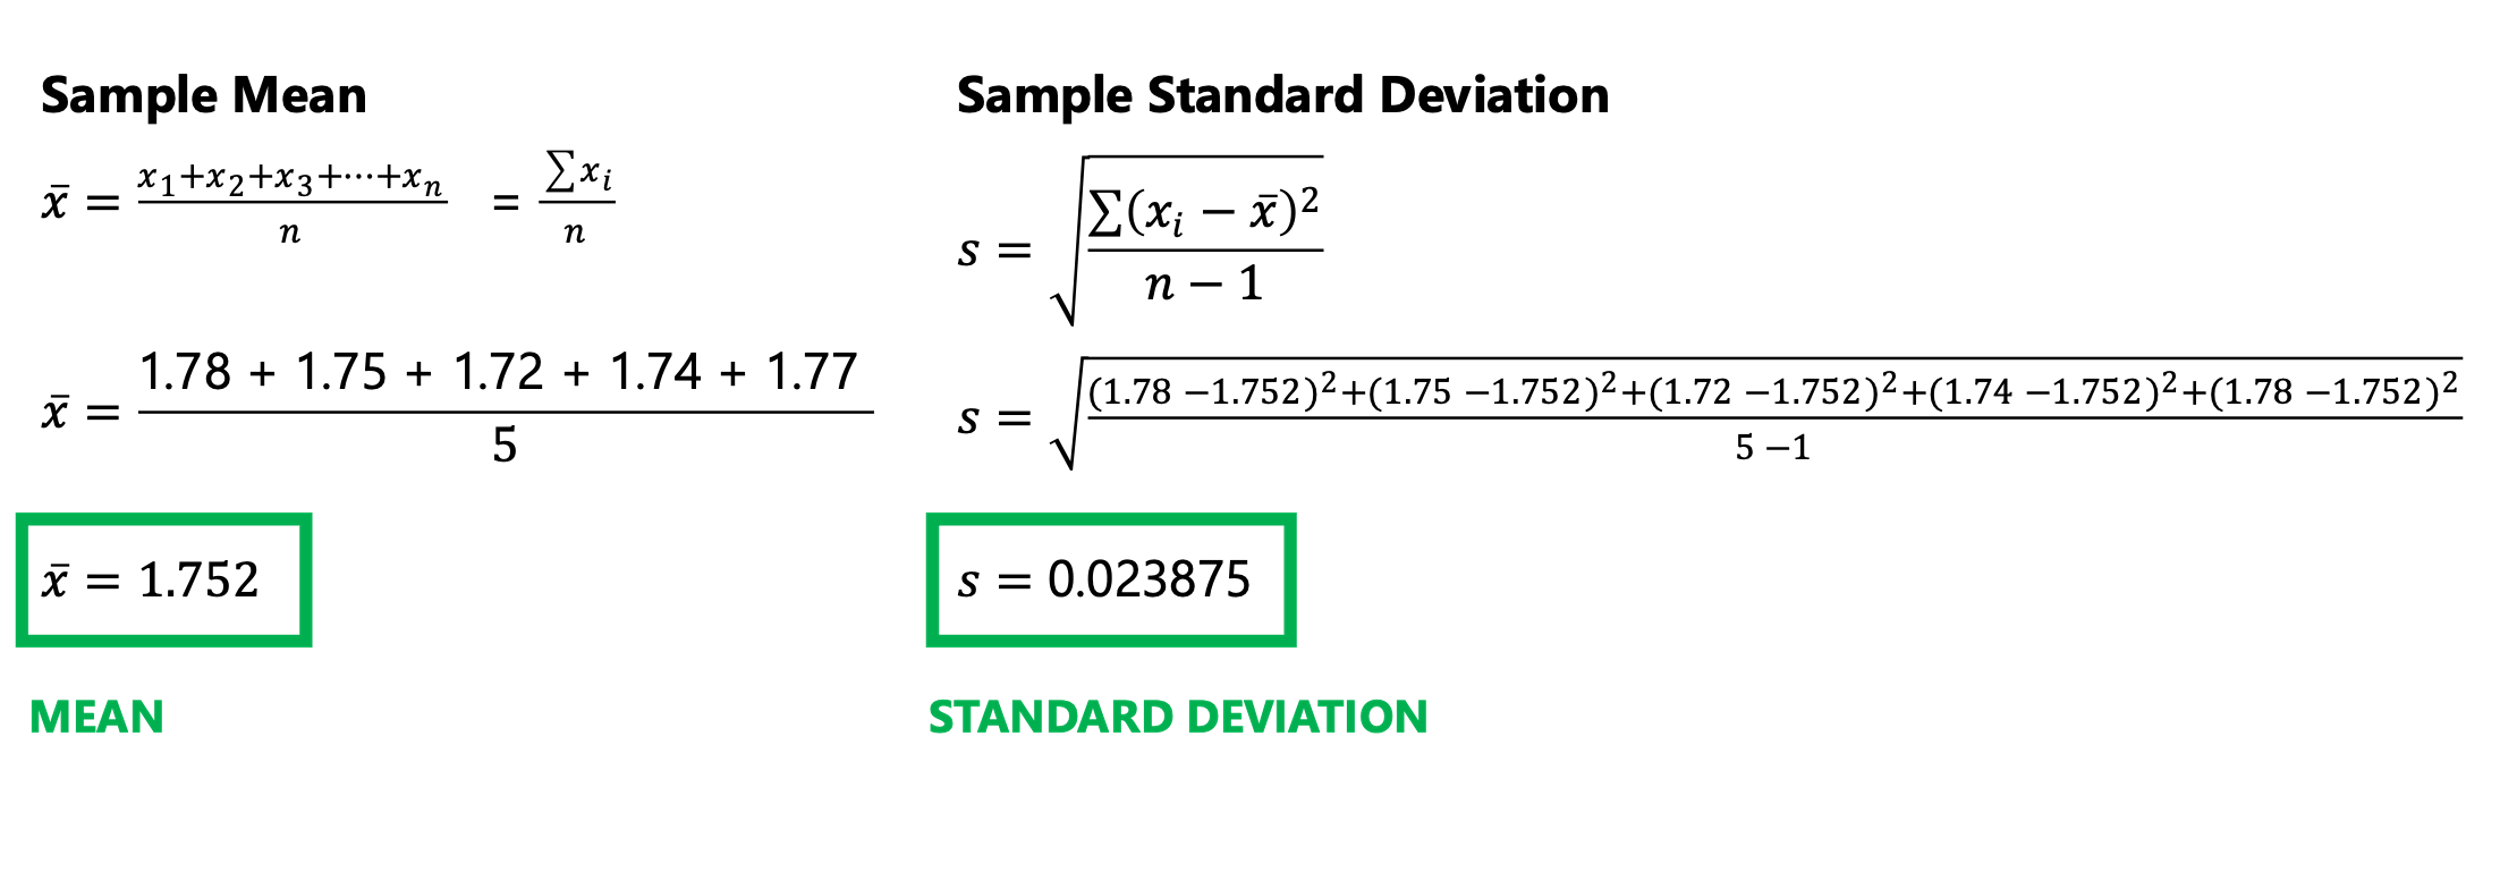 Sample Mean
x̄ = (x₁+x₂+x₃+⋯+xₙ)/n = ∑xᵢ/n
x̄ = (1.78 + 1.75 + 1.72 + 1.74 + 1.77)/5
x̄ = 1.752
MEAN
Sample Standard Deviation
s = √(∑(xᵢ − x̄)²/(n − 1))
s = √(((1.78 −1.752)²+(1.75 −1.752)²+(1.72 −1.752)²+(1.74 −1.752)²+(1.78 −1.752)²)/(5 −1))
s = 0.023875
STANDARD DEVIATION